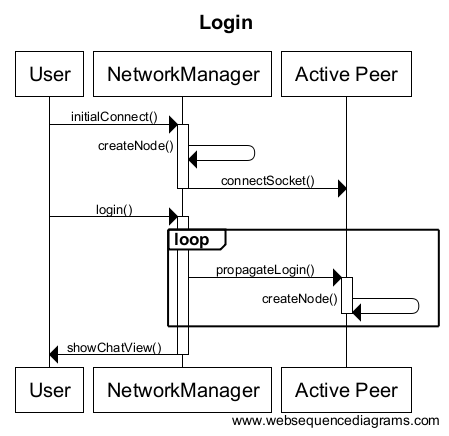 Login
User NetworkManager Active Peer
initialConnect()
createNode()
connectSocket()
login()
loop
propagateLogin()
createNode()
showChatView()
User NetworkManager Active Peer
www.websequencediagrams.com